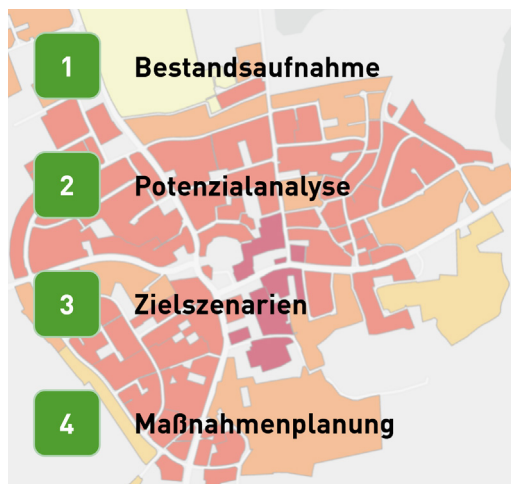 1 Bestandsaufnahme
2 Potenzialanalyse
3 Zielszenarien
4 Maßnahmenplanung